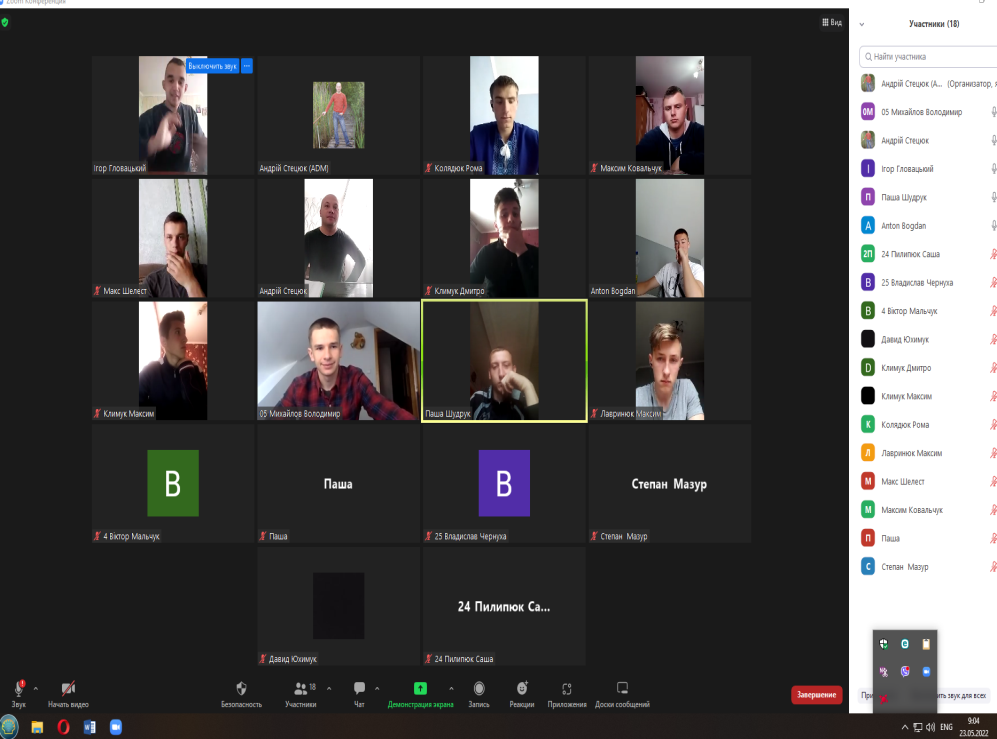 Zoom Конференция
Вид
Выключить звук
Ігор Гловацький
Андрій Стецюк (ADM)
Колядюк Рома
Максим Ковальчук
Макс Шелест
Андрій Стецюк
Климук Дмитро
Anton Bogdan
Климук Максим
05 Михайлов Володимир
Паша Шудрук
Лавринюк Максим
В
Паша
В
Степан Мазур
4 Віктор Мальчук
Паша
25 Владислав Чернуха
Степан Мазур
24 Пилипюк Са...
Давид Юхимук
24 Пилипюк Саша
Участники (18)
Найти участника
Андрій Стецюк (А... (Организатор, я
0М 05 Михайлов Володимир
Андрій Стецюк
І Ігор Гловацький
П Паша Шудрук
A Anton Bogdan
2П 24 Пилипюк Саша
В 25 Владислав Чернуха
В 4 Віктор Мальчук
Давид Юхимук
D Климук Дмитро
Климук Максим
К Колядюк Рома
Л Лавринюк Максим
М Макс Шелест
М Максим Ковальчук
П Паша
С Степан Мазур
звук для всех
Звук
Начать видео
Безопасность
18
Участники
Чат
Демонстрация экрана
Запись
Реакции
Приложения
Доски сообщений
Завершение
ENG
9:04
23.05.2022